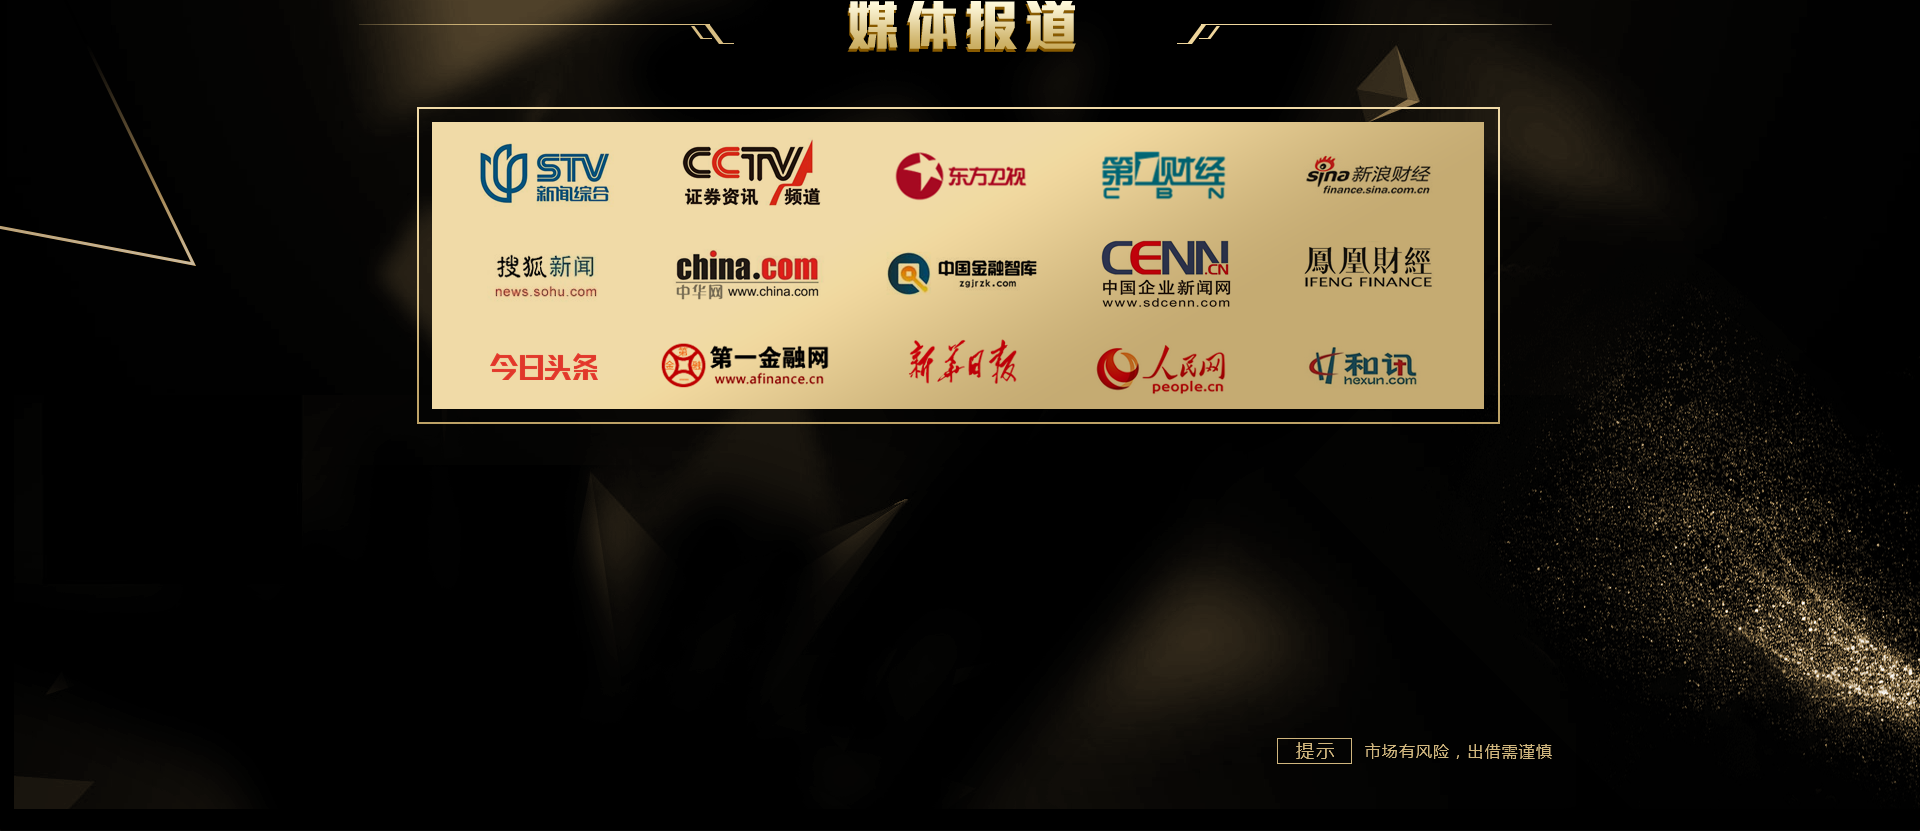 媒体报道
STV
新闻综合
CCTV
证券资讯 频道
东方卫视
第一财经
CBN
sina 新浪财经
finance.sina.com.cn
搜狐新闻
news.sohu.com
china.com
中华网 www.china.com
中国金融智库
zgjrzk.com
CENN.CN
中国企业新闻网
www.sdcenn.com
鳳凰財經
IFENG FINANCE
今日头条
第一金融网
www.afinance.cn
新华日报
人民网
people.cn
和讯
hexun.com
提示 市场有风险，出借需谨慎